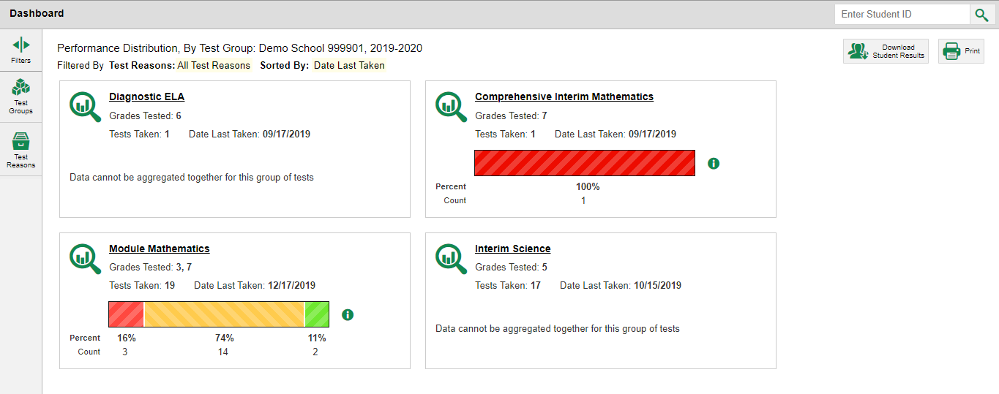 Dashboard
Enter Student ID
Filters
Test
Groups
Test
Reasons
Performance Distribution, By Test Group: Demo School 999901, 2019-2020
Filtered By Test Reasons: All Test Reasons Sorted By: Date Last Taken
Download
Student Results
Print
Diagnostic ELA
Grades Tested: 6
Tests Taken: 1 Date Last Taken: 09/17/2019
Data cannot be aggregated together for this group of tests
Comprehensive Interim Mathematics
Grades Tested: 7
Tests Taken: 1 Date Last Taken: 09/17/2019
Percent 100%
Count 1
Module Mathematics
Grades Tested: 3, 7
Tests Taken: 19 Date Last Taken: 12/17/2019
Percent 16% 74% 11%
Count 3 14 2
Interim Science
Grades Tested: 5
Tests Taken: 17 Date Last Taken: 10/15/2019
Data cannot be aggregated together for this group of tests